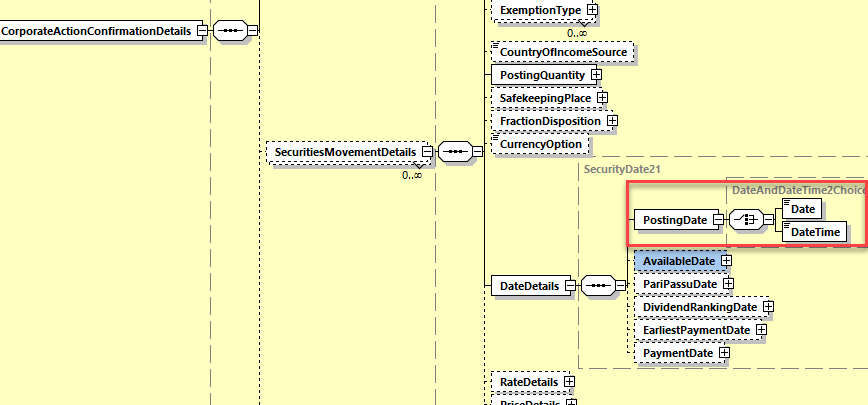 ExemptionType
0..∞
CorporateActionConfirmationDetails
CountryOfIncomeSource
PostingQuantity
SafekeepingPlace
FractionDisposition
CurrencyOption
SecuritiesMovementDetails
0..∞
SecurityDate21
DateAndDateTime2Choice
PostingDate
Date
DateTime
AvailableDate
PariPassuDate
DateDetails
DividendRankingDate
EarliestPaymentDate
PaymentDate
RateDetails
PriceDetails